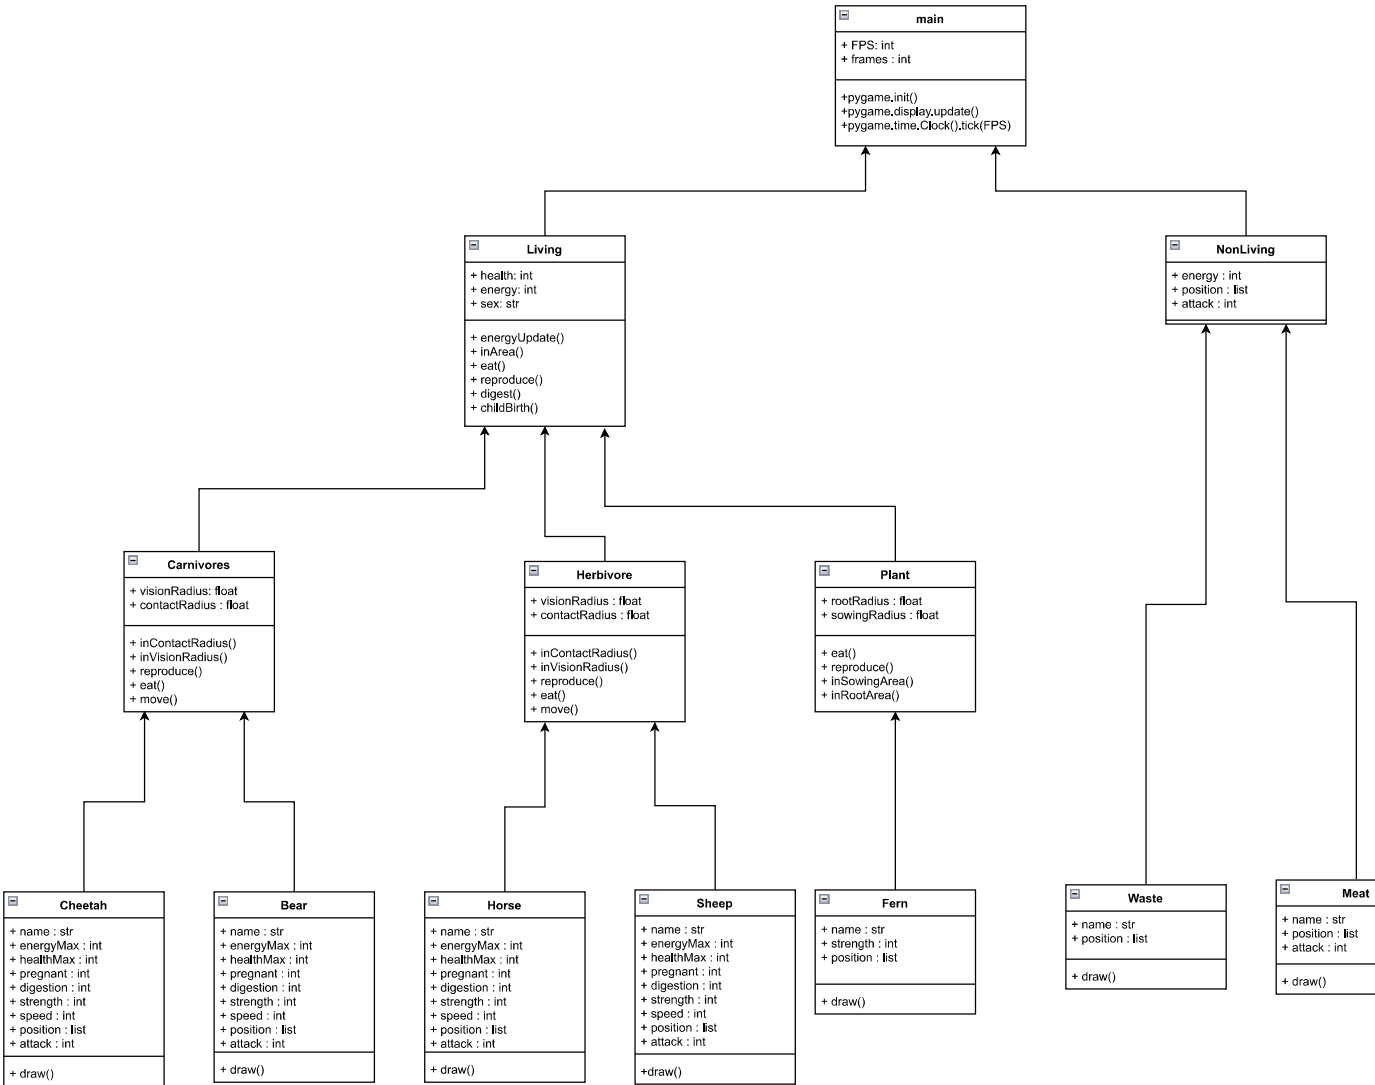 main
+ FPS: int
+ frames : int
+pygame.init()
+pygame.display.update()
+pygame.time.Clock().tick(FPS)
Living
+ health: int
+ energy: int
+ sex: str
+ energyUpdate()
+ inArea()
+ eat()
+ reproduce()
+ digest()
+ childBirth()
NonLiving
+ energy : int
+ position : list
+ attack : int
Carnivores
+ visionRadius: float
+ contactRadius : float
+ inContactRadius()
+ inVisionRadius()
+ reproduce()
+ eat()
+ move()
Herbivore
+ visionRadius : float
+ contactRadius : float
+ inContactRadius()
+ inVisionRadius()
+ reproduce()
+ eat()
+ move()
Plant
+ rootRadius : float
+ sowingRadius : float
+ eat()
+ reproduce()
+ inSowingArea()
+ inRootArea()
Cheetah
+ name : str
+ energyMax : int
+ healthMax : int
+ pregnant : int
+ digestion : int
+ strength : int
+ speed : int
+ position : list
+ attack : int
+ draw()
Bear
+ name : str
+ energyMax : int
+ healthMax : int
+ pregnant : int
+ digestion : int
+ strength : int
+ speed : int
+ position : list
+ attack : int
+ draw()
Horse
+ name : str
+ energyMax : int
+ healthMax : int
+ pregnant : int
+ digestion : int
+ strength : int
+ speed : int
+ position : list
+ attack : int
+ draw()
Sheep
+ name : str
+ energyMax : int
+ healthMax : int
+ pregnant : int
+ digestion : int
+ strength : int
+ speed : int
+ position : list
+ attack : int
+draw()
Fern
+ name : str
+ strength : int
+ position : list
+ draw()
Waste
+ name : str
+ position : list
+ draw()
Meat
+ name : str
+ position : list
+ attack : int
+ draw()